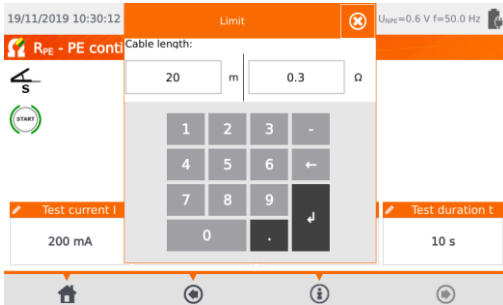 19/11/2019 10:30:12
Limit
UNPE=0.6 V f=50.0 Hz
RPE - PE conti
Cable length:
20 m 0.3 Ω
S
START
1 2 3 -
4 5 6 ←
7 8 9 ↲
0 .
Test current I
Test duration t
200 mA
10 s